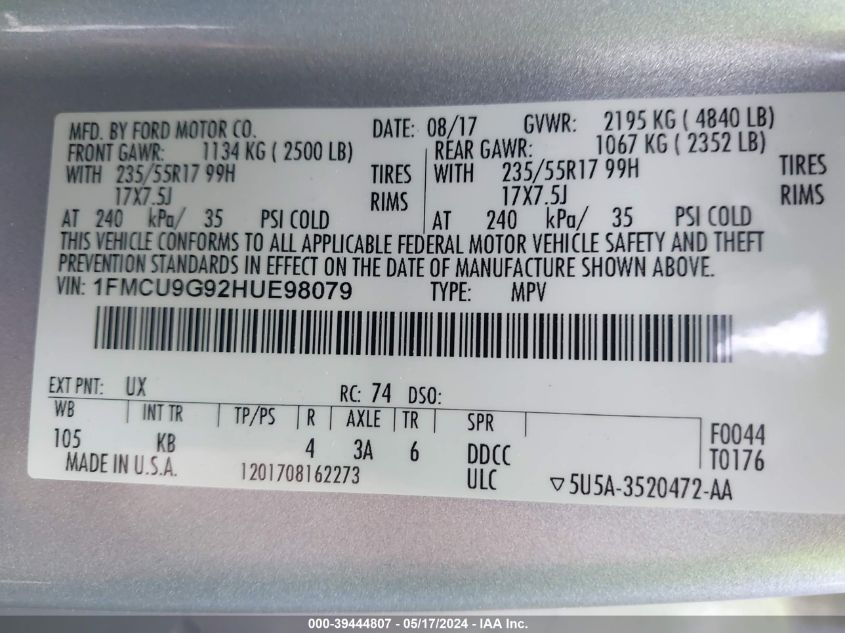 MFD. BY FORD MOTOR CO. DATE: 08/17 GVWR: 2195 KG ( 4840 LB)
FRONT GAWR: 1134 KG ( 2500 LB) REAR GAWR: 1067 KG ( 2352 LB)
WITH 235/55R17 99H TIRES WITH 235/55R17 99H TIRES
17X7.5J RIMS 17X7.5J RIMS
AT 240 kPa/ 35 PSI COLD AT 240 kPa/ 35 PSI COLD
THIS VEHICLE CONFORMS TO ALL APPLICABLE FEDERAL MOTOR VEHICLE SAFETY AND THEFT
PREVENTION STANDARDS IN EFFECT ON THE DATE OF MANUFACTURE SHOWN ABOVE.
VIN: 1FMCU9G92HUE98079 TYPE: MPV
EXT PNT: UX RC: 74 DSO:
WB INT TR TP/PS R AXLE TR SPR
105 KB 4 3A 6 DDCC F0044
MADE IN U.S.A. 1201708162273 ULC ▽5U5A-3520472-AA T0176
000-39444807 - 05/17/2024 - IAA Inc.